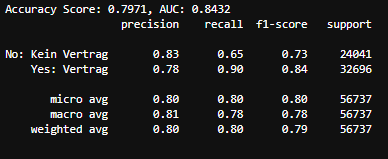 Accuracy Score: 0.7971, AUC: 0.8432
precision recall f1-score support
No: Kein Vertrag 0.83 0.65 0.73 24041
Yes: Vertrag 0.78 0.90 0.84 32696
micro avg 0.80 0.80 0.80 56737
macro avg 0.81 0.78 0.78 56737
weighted avg 0.80 0.80 0.79 56737